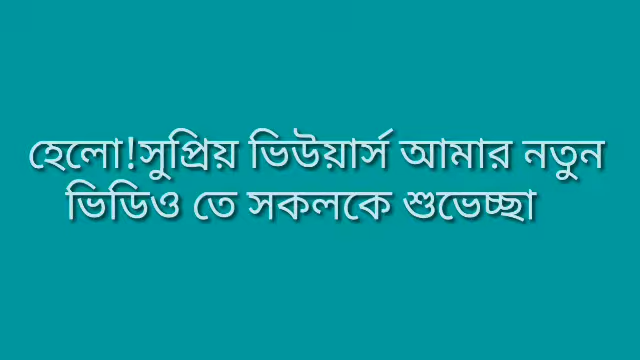 হেলো!সুপ্রিয় ভিউয়ার্স আমার নতুন
ভিডিও তে সকলকে শুভেচ্ছা